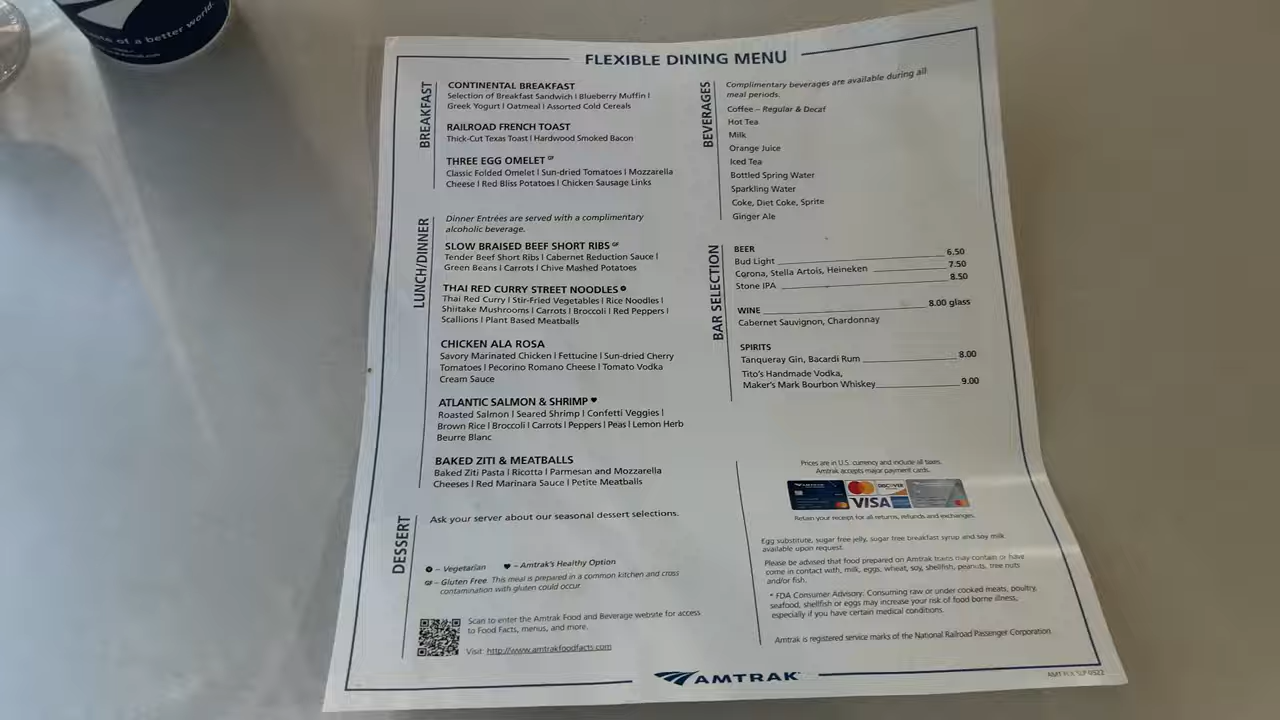 te of a better world.
FLEXIBLE DINING MENU
BREAKFAST
CONTINENTAL BREAKFAST
Selection of Breakfast Sandwich | Blueberry Muffin |
Greek Yogurt | Oatmeal | Assorted Cold Cereals
RAILROAD FRENCH TOAST
Thick-Cut Texas Toast | Hardwood Smoked Bacon
THREE EGG OMELET GF
Classic Folded Omelet | Sun-dried Tomatoes | Mozzarella
Cheese | Red Bliss Potatoes | Chicken Sausage Links
LUNCH/DINNER
Dinner Entrées are served with a complimentary
alcoholic beverage.
SLOW BRAISED BEEF SHORT RIBS GF
Tender Beef Short Ribs | Cabernet Reduction Sauce |
Green Beans | Carrots | Chive Mashed Potatoes
THAI RED CURRY STREET NOODLES
Thai Red Curry | Stir-Fried Vegetables | Rice Noodles |
Shiitake Mushrooms | Carrots | Broccoli | Red Peppers |
Scallions | Plant Based Meatballs
CHICKEN ALA ROSA
Savory Marinated Chicken | Fettucine | Sun-dried Cherry
Tomatoes | Pecorino Romano Cheese | Tomato Vodka
Cream Sauce
ATLANTIC SALMON & SHRIMP ♥
Roasted Salmon | Seared Shrimp | Confetti Veggies |
Brown Rice | Broccoli | Carrots | Peppers | Peas | Lemon Herb
Beurre Blanc
BAKED ZITI & MEATBALLS
Baked Ziti Pasta | Ricotta | Parmesan and Mozzarella
Cheeses | Red Marinara Sauce | Petite Meatballs
DESSERT
Ask your server about our seasonal dessert selections.
– Vegetarian ♥ – Amtrak's Healthy Option
GF – Gluten Free. This meal is prepared in a common kitchen and cross
contamination with gluten could occur.
Scan to enter the Amtrak Food and Beverage website for access
to Food Facts, menus, and more.
Visit: http://www.amtrakfoodfacts.com
BEVERAGES
Complimentary beverages are available during all
meal periods.
Coffee – Regular & Decaf
Hot Tea
Milk
Orange Juice
Iced Tea
Bottled Spring Water
Sparkling Water
Coke, Diet Coke, Sprite
Ginger Ale
BAR SELECTION
BEER
Bud Light 6.50
Corona, Stella Artois, Heineken 7.50
Stone IPA 8.50
WINE 8.00 glass
Cabernet Sauvignon, Chardonnay
SPIRITS
Tanqueray Gin, Bacardi Rum 8.00
Tito's Handmade Vodka,
Maker's Mark Bourbon Whiskey 9.00
Prices are in U.S. currency and include all taxes.
Amtrak accepts major payment cards.
DISCOVER
VISA
Retain your receipt for all returns, refunds and exchanges.
Egg substitute, sugar free jelly, sugar free breakfast syrup and soy milk
available upon request.
Please be advised that food prepared on Amtrak trains may contain or have
come in contact with, milk, eggs, wheat, soy, shellfish, peanuts, tree nuts
and/or fish.
* FDA Consumer Advisory: Consuming raw or under cooked meats, poultry,
seafood, shellfish or eggs may increase your risk of food borne illness,
especially if you have certain medical conditions.
Amtrak is registered service marks of the National Railroad Passenger Corporation.
AMTRAK